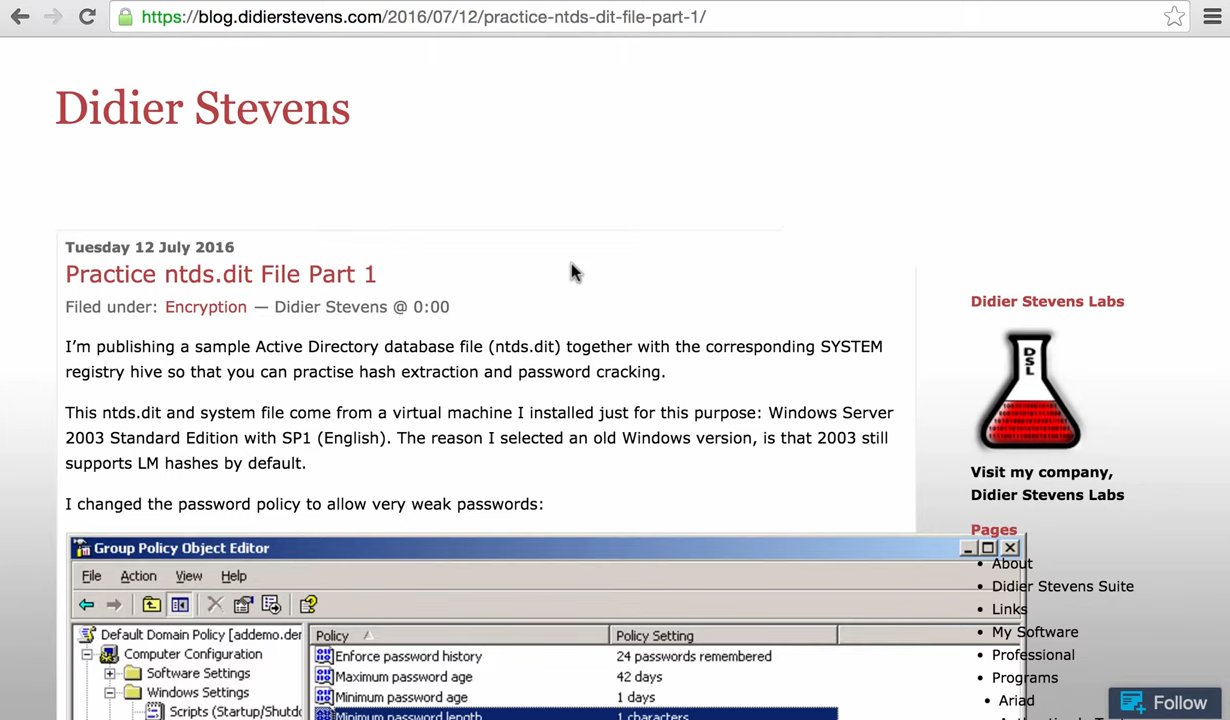 https://blog.didierstevens.com/2016/07/12/practice-ntds-dit-file-part-1/
Didier Stevens
Tuesday 12 July 2016
Practice ntds.dit File Part 1
Filed under: Encryption — Didier Stevens @ 0:00
I’m publishing a sample Active Directory database file (ntds.dit) together with the corresponding SYSTEM
registry hive so that you can practise hash extraction and password cracking.
This ntds.dit and system file come from a virtual machine I installed just for this purpose: Windows Server
2003 Standard Edition with SP1 (English). The reason I selected an old Windows version, is that 2003 still
supports LM hashes by default.
I changed the password policy to allow very weak passwords:
Group Policy Object Editor
File Action View Help
Default Domain Policy [addemo.der
Computer Configuration
Software Settings
Windows Settings
Scripts (Startup/Shutdo
Policy Policy Setting
Enforce password history 24 passwords remembered
Maximum password age 42 days
Minimum password age 1 days
Minimum password length 1 characters
Didier Stevens Labs
DSL
Visit my company,
Didier Stevens Labs
Pages
About
Didier Stevens Suite
Links
My Software
Professional
Programs
Ariad
Follow